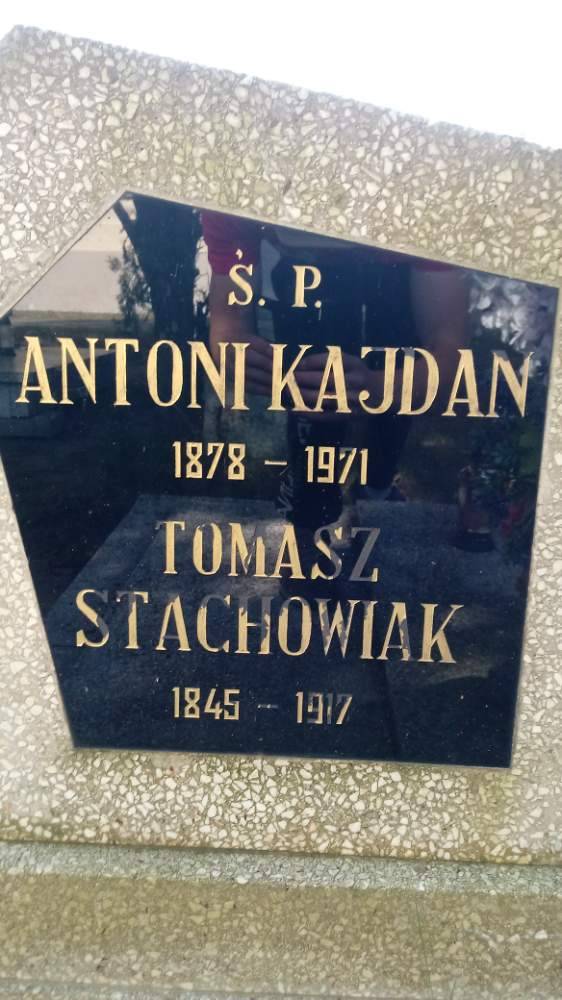 Ś. P.
ANTONI KAJDAN
1878 – 1971
TOMASZ
STACHOWIAK
1845 – 1917